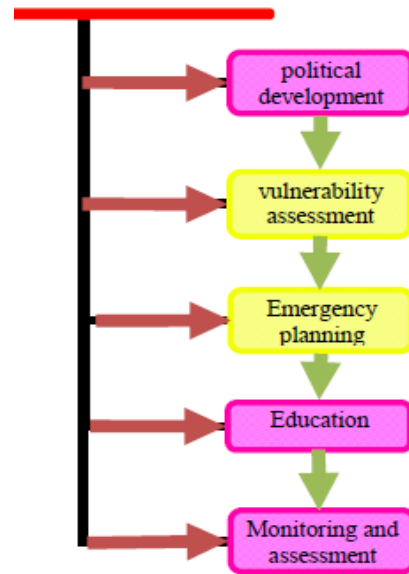 political
development
vulnerability
assessment
Emergency
planning
Education
Monitoring and
assessment